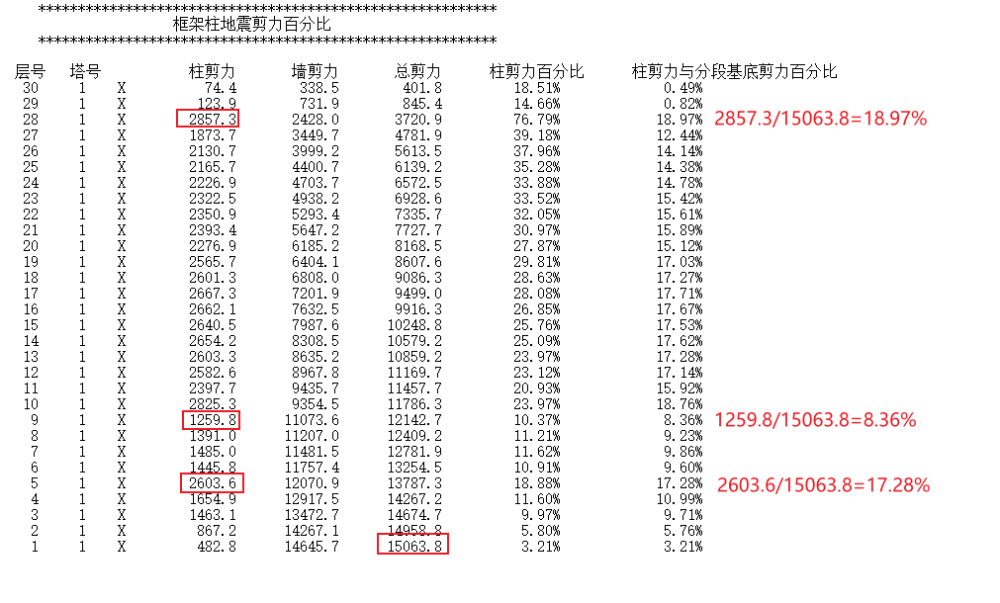 **********************************************************
框架柱地震剪力百分比
**********************************************************
层号 塔号 柱剪力 墙剪力 总剪力 柱剪力百分比 柱剪力与分段基底剪力百分比
30 1 X 74.4 338.5 401.8 18.51% 0.49%
29 1 X 123.9 731.9 845.4 14.66% 0.82%
28 1 X 2857.3 2428.0 3720.9 76.79% 18.97% 2857.3/15063.8=18.97%
27 1 X 1873.7 3449.7 4781.9 39.18% 12.44%
26 1 X 2130.7 3999.2 5613.5 37.96% 14.14%
25 1 X 2165.7 4400.7 6139.2 35.28% 14.38%
24 1 X 2226.9 4703.7 6572.5 33.88% 14.78%
23 1 X 2322.5 4938.2 6928.6 33.52% 15.42%
22 1 X 2350.9 5293.4 7335.7 32.05% 15.61%
21 1 X 2393.4 5647.2 7727.7 30.97% 15.89%
20 1 X 2276.9 6185.2 8168.5 27.87% 15.12%
19 1 X 2565.7 6404.1 8607.6 29.81% 17.03%
18 1 X 2601.3 6808.0 9086.3 28.63% 17.27%
17 1 X 2667.3 7201.9 9499.0 28.08% 17.71%
16 1 X 2662.1 7632.5 9916.3 26.85% 17.67%
15 1 X 2640.5 7987.6 10248.8 25.76% 17.53%
14 1 X 2654.2 8308.5 10579.2 25.09% 17.62%
13 1 X 2603.3 8635.2 10859.2 23.97% 17.28%
12 1 X 2582.6 8967.8 11169.7 23.12% 17.14%
11 1 X 2397.7 9435.7 11457.7 20.93% 15.92%
10 1 X 2825.3 9354.5 11786.3 23.97% 18.76%
9 1 X 1259.8 11073.6 12142.7 10.37% 8.36% 1259.8/15063.8=8.36%
8 1 X 1391.0 11207.0 12409.2 11.21% 9.23%
7 1 X 1485.0 11481.5 12781.9 11.62% 9.86%
6 1 X 1445.8 11757.4 13254.5 10.91% 9.60%
5 1 X 2603.6 12070.9 13787.3 18.88% 17.28% 2603.6/15063.8=17.28%
4 1 X 1654.9 12917.5 14267.2 11.60% 10.99%
3 1 X 1463.1 13472.7 14674.7 9.97% 9.71%
2 1 X 867.2 14267.1 14958.8 5.80% 5.76%
1 1 X 482.8 14645.7 15063.8 3.21% 3.21%